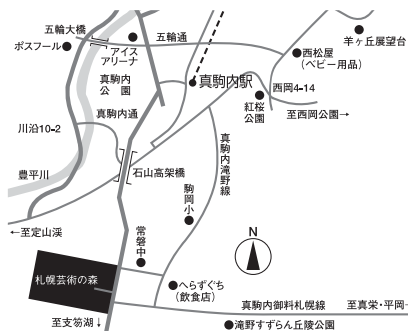 五輪大橋
ポスフール
アイス
アリーナ
五輪通
羊ヶ丘展望台
西松屋
(ベビー用品)
真駒内
公園
真駒内駅
西岡4-14
紅桜
公園
至西岡公園→
川沿10-2
真駒内通
真駒内滝野線
石山高架橋
豊平川
駒岡小
←至定山渓
常磐中
N
札幌芸術の森
へらずぐち
(飲食店)
真駒内御料札幌線
至真栄・平岡→
至支笏湖↓
滝野すずらん丘陵公園